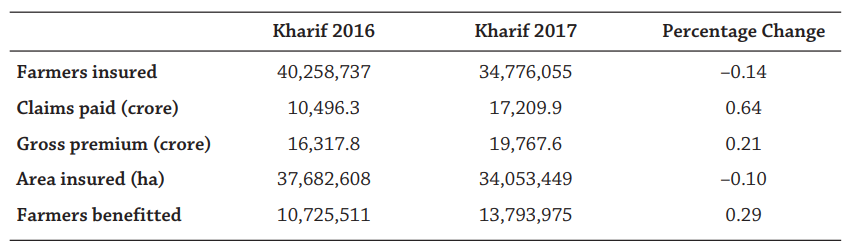 Kharif 2016 Kharif 2017 Percentage Change
Farmers insured 40,258,737 34,776,055 –0.14
Claims paid (crore) 10,496.3 17,209.9 0.64
Gross premium (crore) 16,317.8 19,767.6 0.21
Area insured (ha) 37,682,608 34,053,449 –0.10
Farmers benefitted 10,725,511 13,793,975 0.29